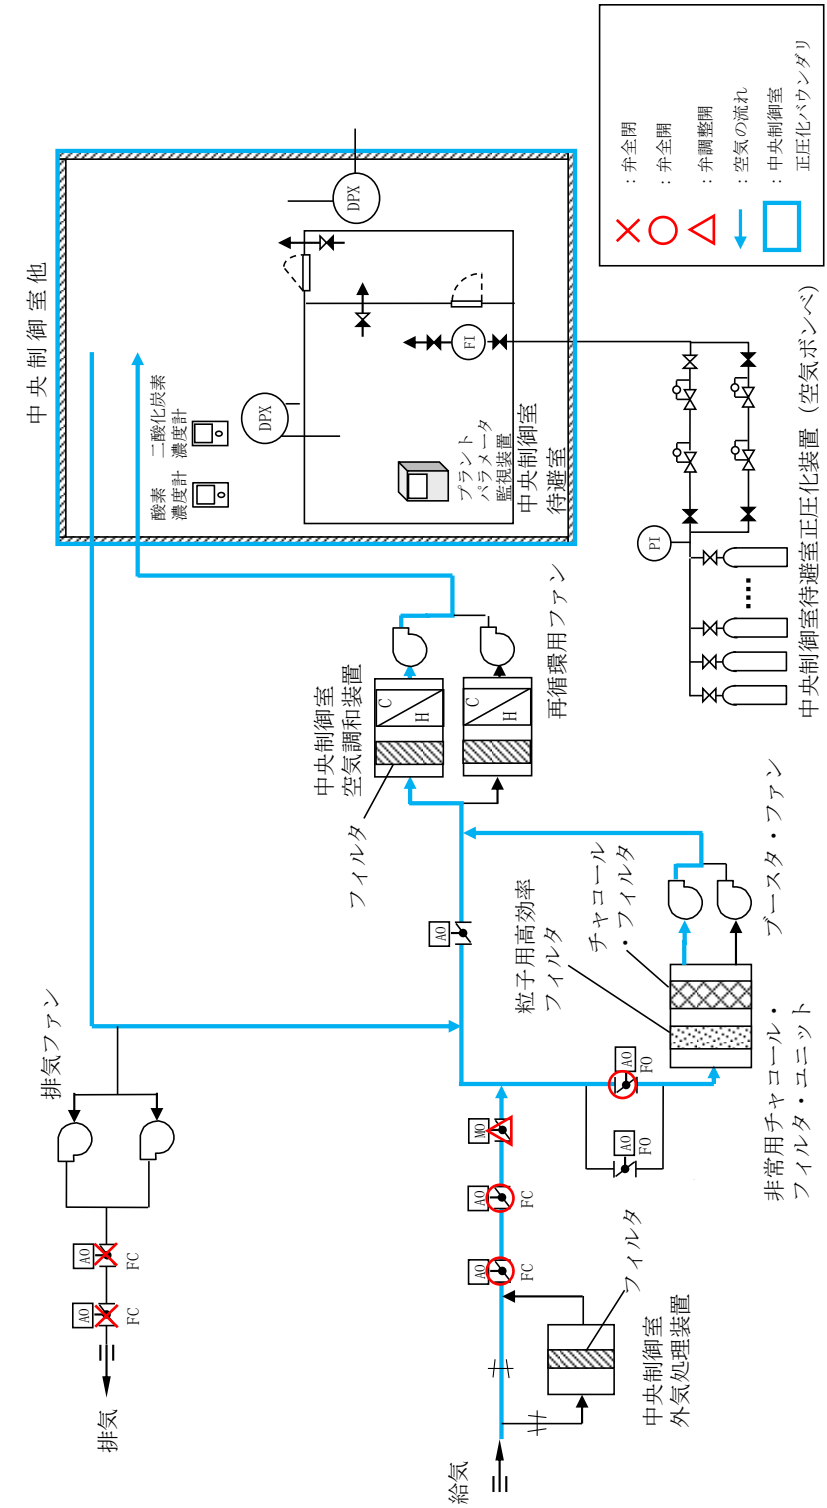 中央制御室他
二酸化炭素
濃度計
酸素
濃度計
DPX
DPX
FI
プラント
パラメータ
監視装置
中央制御室
待避室
：弁全閉
：弁全開
：弁調整開
：空気の流れ
：中央制御室
正圧化バウンダリ
中央制御室
空気調和装置
フィルタ
C
H
C
H
再循環用ファン
PI
中央制御室待避室正圧化装置（空気ボンベ）
排気ファン
AO
FC
AO
FC
排気
AO
粒子用高効率
フィルタ
チャコール
・フィルタ
ブースタ・ファン
非常用チャコール・
フィルタ・ユニット
AO
FO
AO
FO
MO
AO
FC
AO
FC
フィルタ
中央制御室
外気処理装置
給気